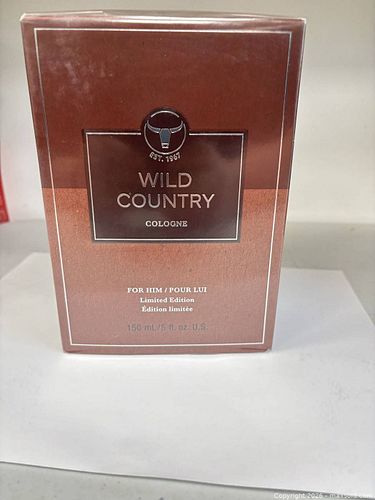 EST. 1967
WILD
COUNTRY
COLOGNE
FOR HIM / POUR LUI
Limited Edition
Édition limitée
150 mL/5 fl. oz. U.S.